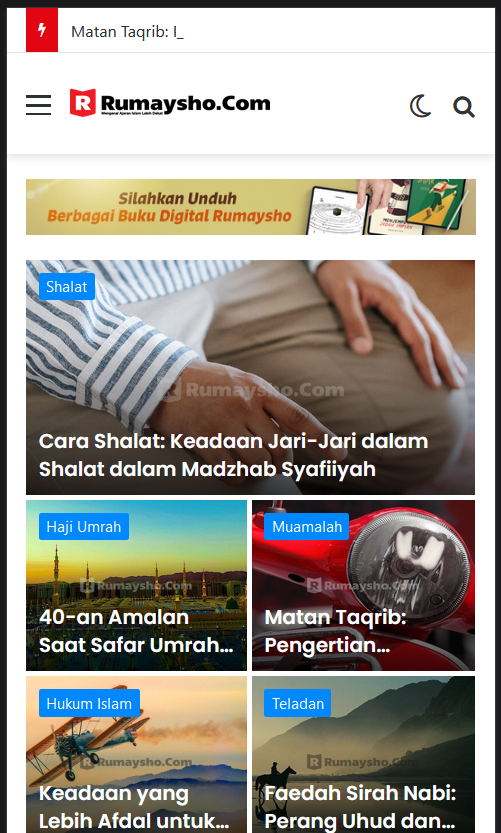 Matan Taqrib: I_
R Rumaysho.Com
Mengenal Ajaran Islam Lebih Dekat
Silahkan Unduh
Berbagai Buku Digital Rumaysho
Shalat
R Rumaysho.Com
Cara Shalat: Keadaan Jari-Jari dalam
Shalat dalam Madzhab Syafiiyah
Haji Umrah
R Rumaysho.Com
40-an Amalan
Saat Safar Umrah...
Muamalah
R Rumaysho.Com
Matan Taqrib:
Pengertian...
Hukum Islam
R Rumaysho.Com
Keadaan yang
Lebih Afdal untuk...
Teladan
R Rumaysho.Com
Faedah Sirah Nabi:
Perang Uhud dan...